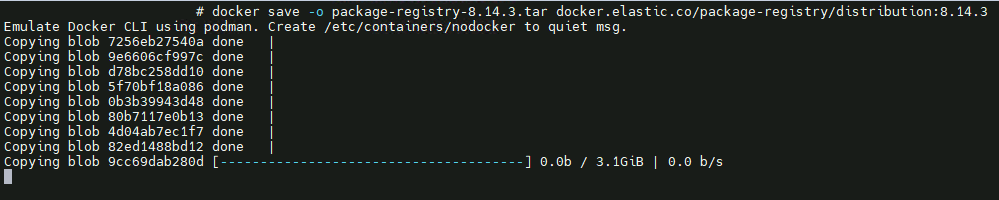 # docker save -o package-registry-8.14.3.tar docker.elastic.co/package-registry/distribution:8.14.3
Emulate Docker CLI using podman. Create /etc/containers/nodocker to quiet msg.
Copying blob 7256eb27540a done |
Copying blob 9e6606cf997c done |
Copying blob d78bc258dd10 done |
Copying blob 5f70bf18a086 done |
Copying blob 0b3b39943d48 done |
Copying blob 80b7117e0b13 done |
Copying blob 4d04ab7ec1f7 done |
Copying blob 82ed1488bd12 done |
Copying blob 9cc69dab280d [--------------------------------------] 0.0b / 3.1GiB | 0.0 b/s